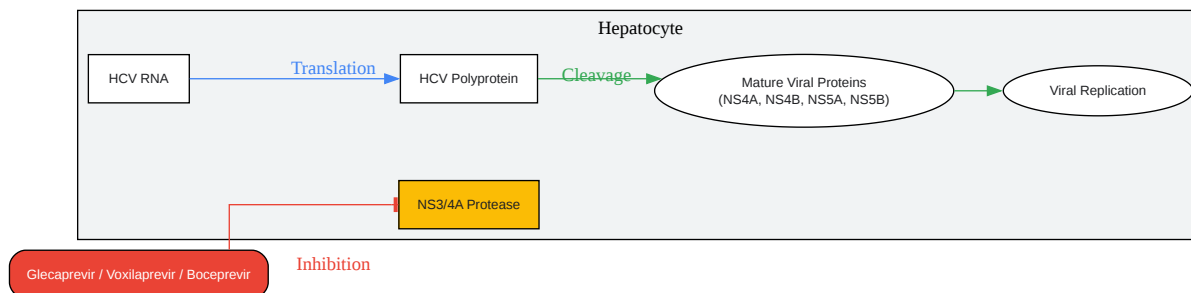 Hepatocyte
HCV RNA
Translation
HCV Polyprotein
Cleavage
Mature Viral Proteins
(NS4A, NS4B, NS5A, NS5B)
Viral Replication
NS3/4A Protease
Glecaprevir / Voxilaprevir / Boceprevir
Inhibition